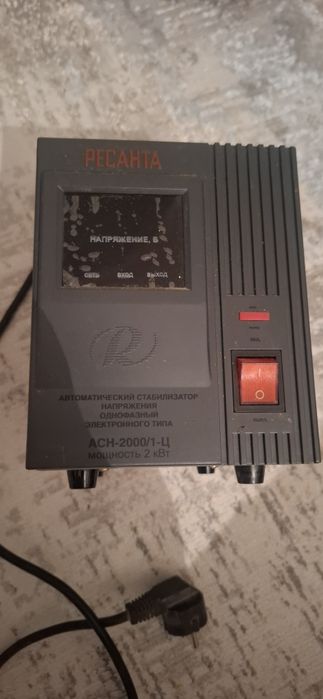 РЕСАНТА
НАПРЯЖЕНИЕ, В
СЕТЬ ВХОД ВЫХОД
АВТОМАТИЧЕСКИЙ СТАБИЛИЗАТОР
НАПРЯЖЕНИЯ
ОДНОФАЗНЫЙ
ЭЛЕКТРОННОГО ТИПА
АСН-2000/1-Ц
МОЩНОСТЬ 2 кВт